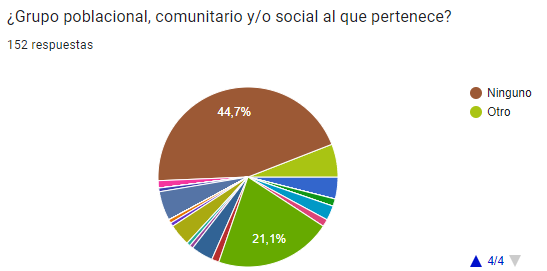 ¿Grupo poblacional, comunitario y/o social al que pertenece?
152 respuestas
44,7%
21,1%
Ninguno
Otro
4/4